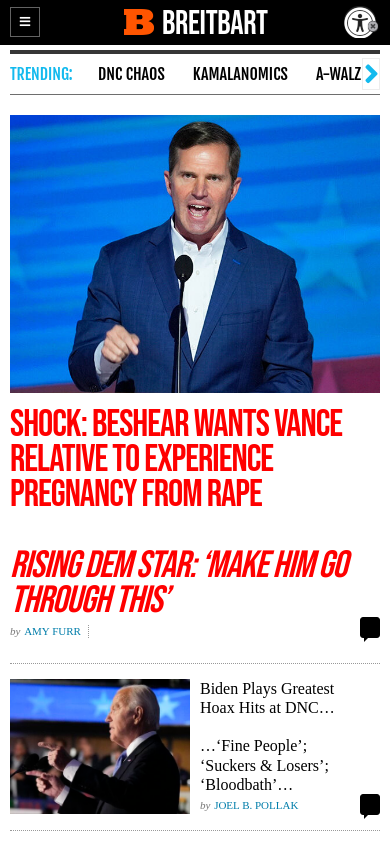 BREITBART
TRENDING: DNC CHAOS KAMALANOMICS A-WALZ
SHOCK: BESHEAR WANTS VANCE
RELATIVE TO EXPERIENCE
PREGNANCY FROM RAPE
RISING DEM STAR: ‘MAKE HIM GO
THROUGH THIS’
by AMY FURR
Biden Plays Greatest
Hoax Hits at DNC…
…‘Fine People’;
‘Suckers & Losers’;
‘Bloodbath’…
by JOEL B. POLLAK